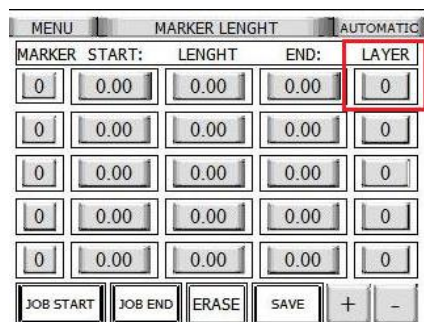 MENU MARKER LENGHT AUTOMATIC
MARKER START: LENGHT END: LAYER
0 0.00 0.00 0.00 0
0 0.00 0.00 0.00 0
0 0.00 0.00 0.00 0
0 0.00 0.00 0.00 0
0 0.00 0.00 0.00 0
JOB START JOB END ERASE SAVE + -